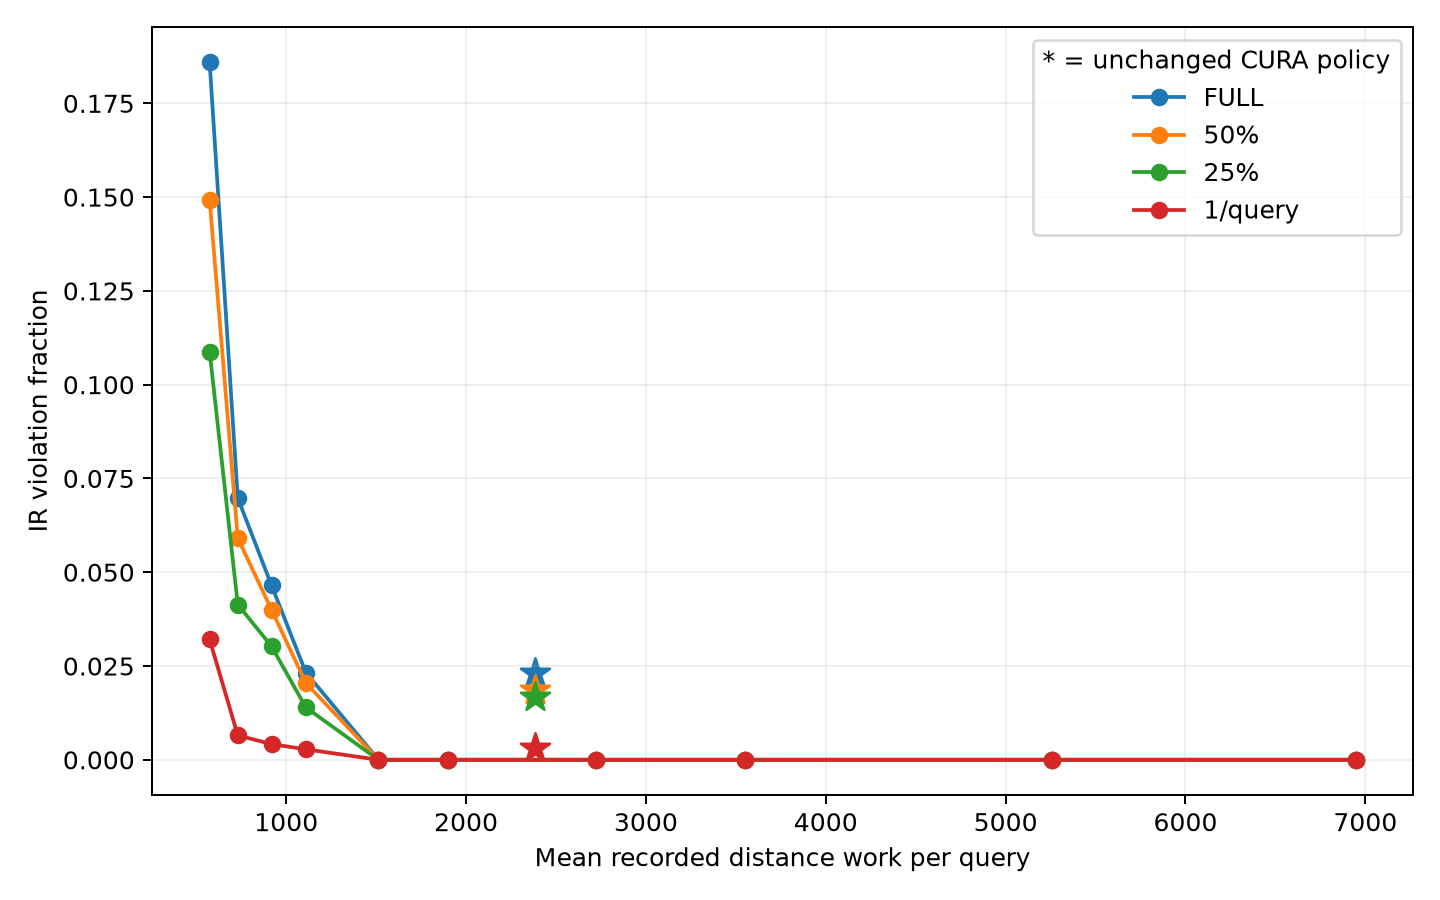 * = unchanged CURA policy
FULL
50%
25%
1/query
0.175
0.150
0.125
0.100
0.075
0.050
0.025
0.000
IR violation fraction
1000 2000 3000 4000 5000 6000 7000
Mean recorded distance work per query